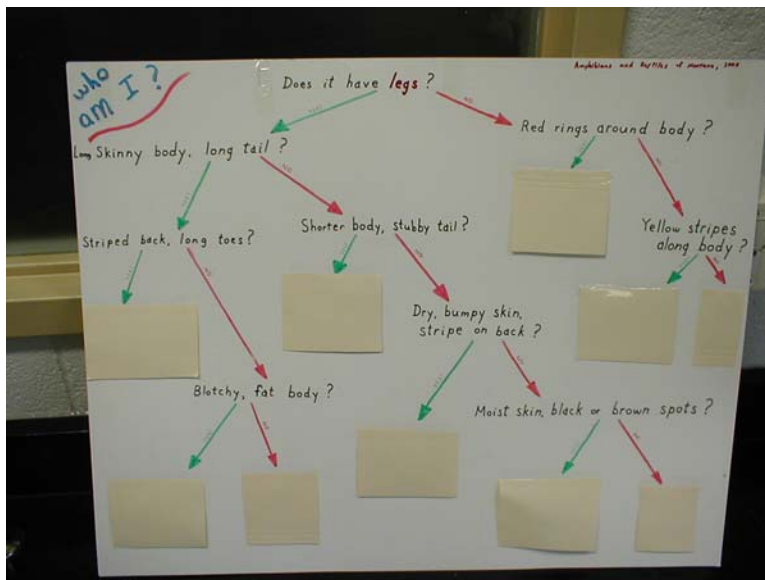 who
am I?
Amphibians and Reptiles of Montana,
Does it have legs?
Red rings around body?
Long Skinny body, long tail?
Striped back, long toes?
Shorter body, stubby tail?
Yellow stripes
along body?
Dry, bumpy skin,
stripe on back?
Blotchy, fat body?
Moist skin, black or brown spots?